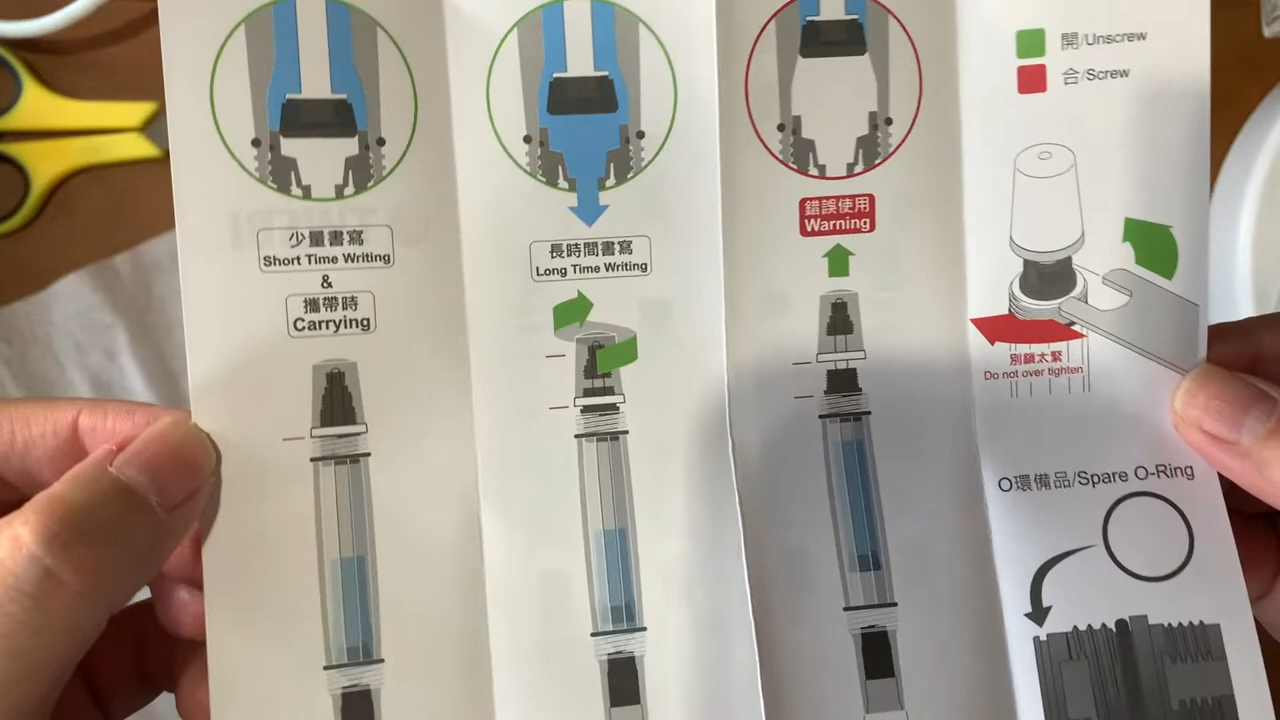 少量書寫
Short Time Writing
&
攜帶時
Carrying
長時間書寫
Long Time Writing
錯誤使用
Warning
開/Unscrew
合/Screw
別鎖太緊
Do not over tighten
O環備品/Spare O-Ring